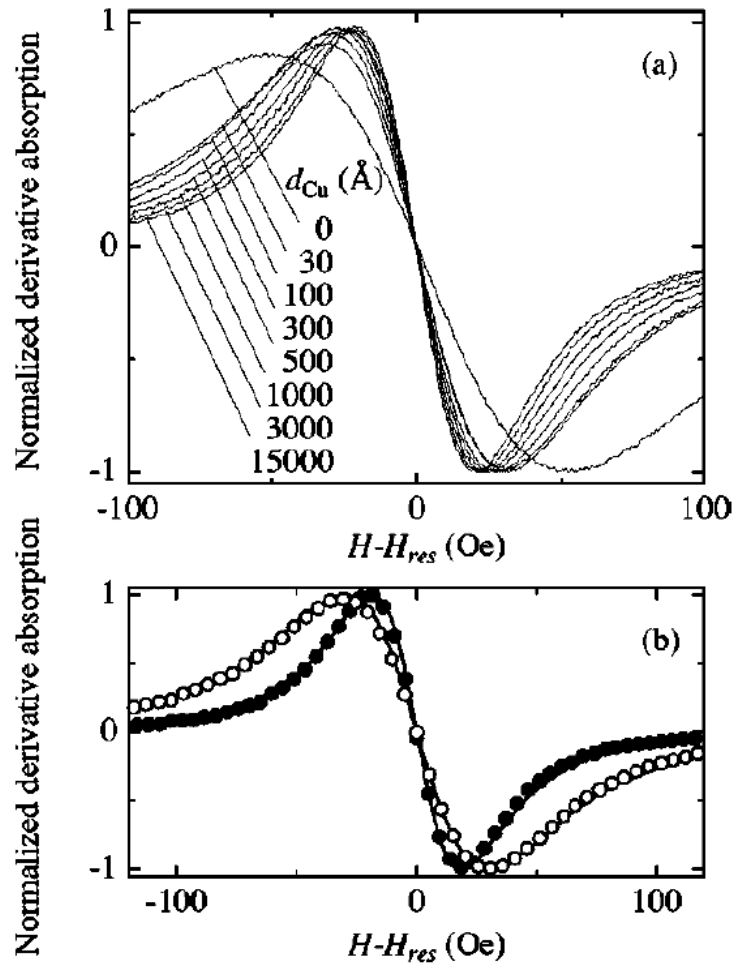 Normalized derivative absorption
1
0
-1
(a)
d_Cu (Å)
0
30
100
300
500
1000
3000
15000
-100
0
100
H-H_res (Oe)
Normalized derivative absorption
1
0
-1
(b)
-100
0
100
H-H_res (Oe)